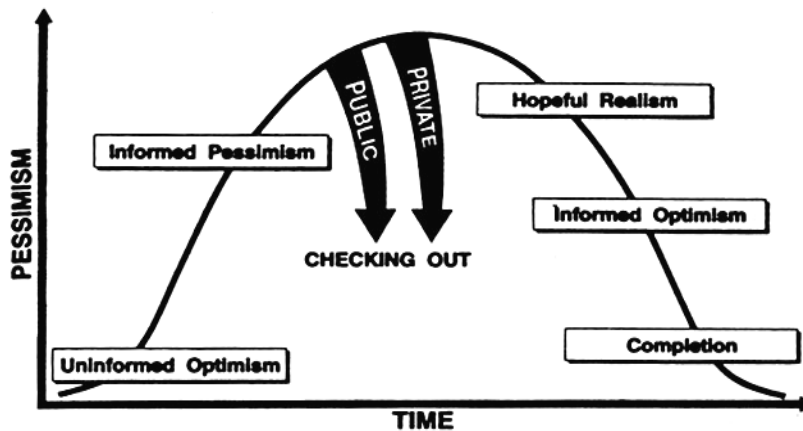 PESSIMISM
Uninformed Optimism
Informed Pessimism
PUBLIC
PRIVATE
CHECKING OUT
Hopeful Realism
Informed Optimism
Completion
TIME